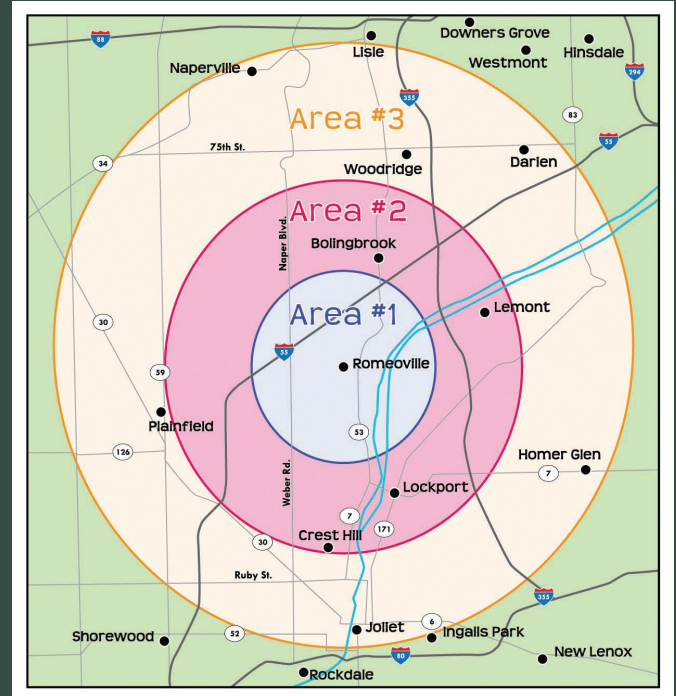 Downers Grove
88
Lisle
Hinsdale
Westmont
Naperville
294
355
Area #3
83
55
75th St.
34
Woodridge
Darien
Area #2
Naper Blvd.
Bolingbrook
Area #1
Lemont
30
55
Romeoville
59
Plainfield
53
126
Homer Glen
7
Weber Rd.
Lockport
7
171
Crest Hill
30
Ruby St.
355
6
Joliet
Ingalls Park
52
Shorewood
80
New Lenox
Rockdale